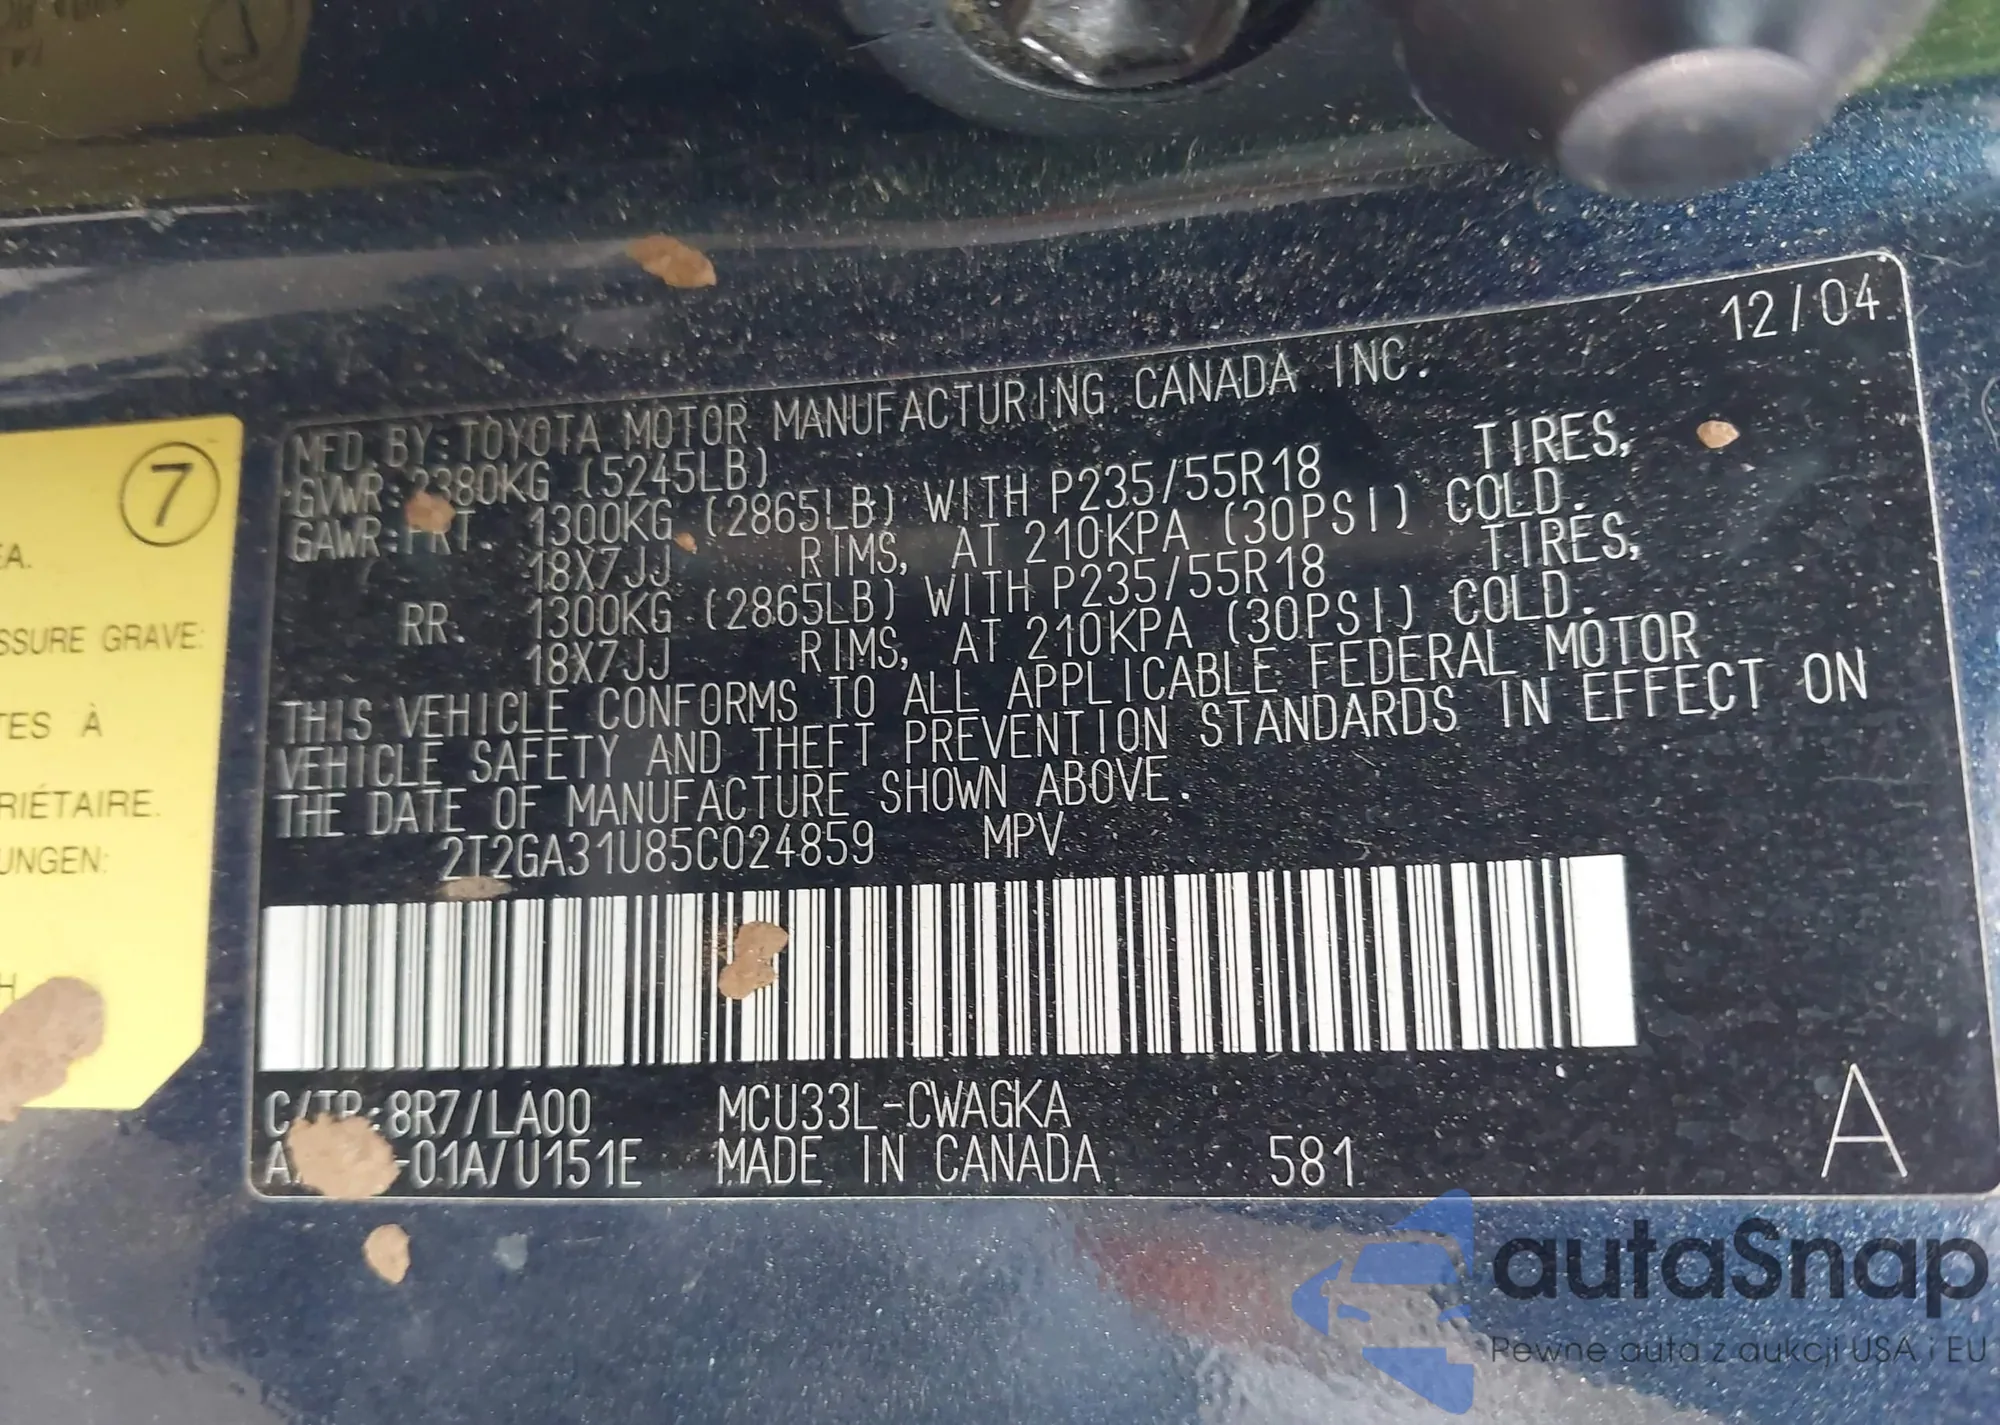 12/04
MFD. BY: TOYOTA MOTOR MANUFACTURING CANADA INC.
GVWR: 2380KG (5245LB)
GAWR: FRT. 1300KG (2865LB) WITH P235/55R18 TIRES,
18X7JJ RIMS, AT 210KPA (30PSI) COLD.
RR. 1300KG (2865LB) WITH P235/55R18 TIRES,
18X7JJ RIMS, AT 210KPA (30PSI) COLD.
THIS VEHICLE CONFORMS TO ALL APPLICABLE FEDERAL MOTOR
VEHICLE SAFETY AND THEFT PREVENTION STANDARDS IN EFFECT ON
THE DATE OF MANUFACTURE SHOWN ABOVE.
2T2GA31U85C024859 MPV
C/TR: 8R7/LA00 MCU33L-CWAGKA
-01A/U151E MADE IN CANADA 581 A
7
EA.
SSURE GRAVE:
TES À
RIÉTAIRE.
UNGEN:
H
autaSnap
Pewne auta z aukcji USA i EU